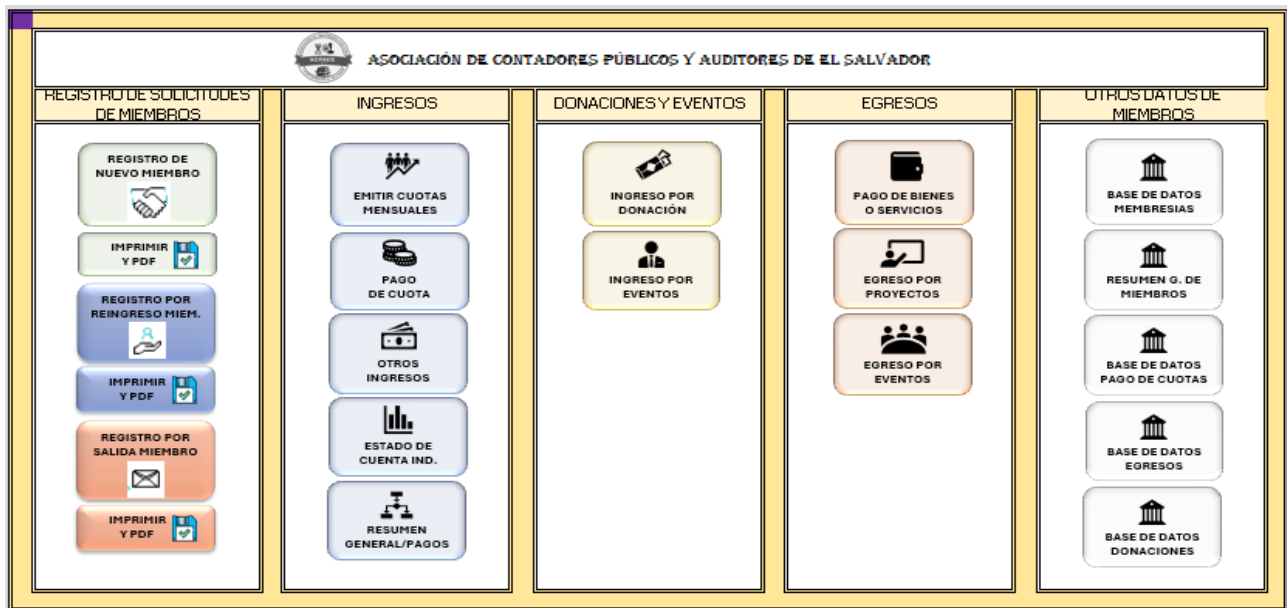 ASOCIACIÓN DE CONTADORES PÚBLICOS Y AUDITORES DE EL SALVADOR
REGISTRO DE SOLICITUDES
DE MIEMBROS
REGISTRO DE
NUEVO MIEMBRO
IMPRIMIR
Y PDF
REGISTRO POR
REINGRESO MIEM.
IMPRIMIR
Y PDF
REGISTRO POR
SALIDA MIEMBRO
IMPRIMIR
Y PDF
INGRESOS
EMITIR CUOTAS
MENSUALES
PAGO
DE CUOTA
OTROS
INGRESOS
ESTADO DE
CUENTA IND.
RESUMEN
GENERAL/PAGOS
DONACIONES Y EVENTOS
INGRESO POR
DONACIÓN
INGRESO POR
EVENTOS
EGRESOS
PAGO DE BIENES
O SERVICIOS
EGRESO POR
PROYECTOS
EGRESO POR
EVENTOS
OTROS DATOS DE
MIEMBROS
BASE DE DATOS
MEMBRESIAS
RESUMEN G. DE
MIEMBROS
BASE DE DATOS
PAGO DE CUOTAS
BASE DE DATOS
EGRESOS
BASE DE DATOS
DONACIONES